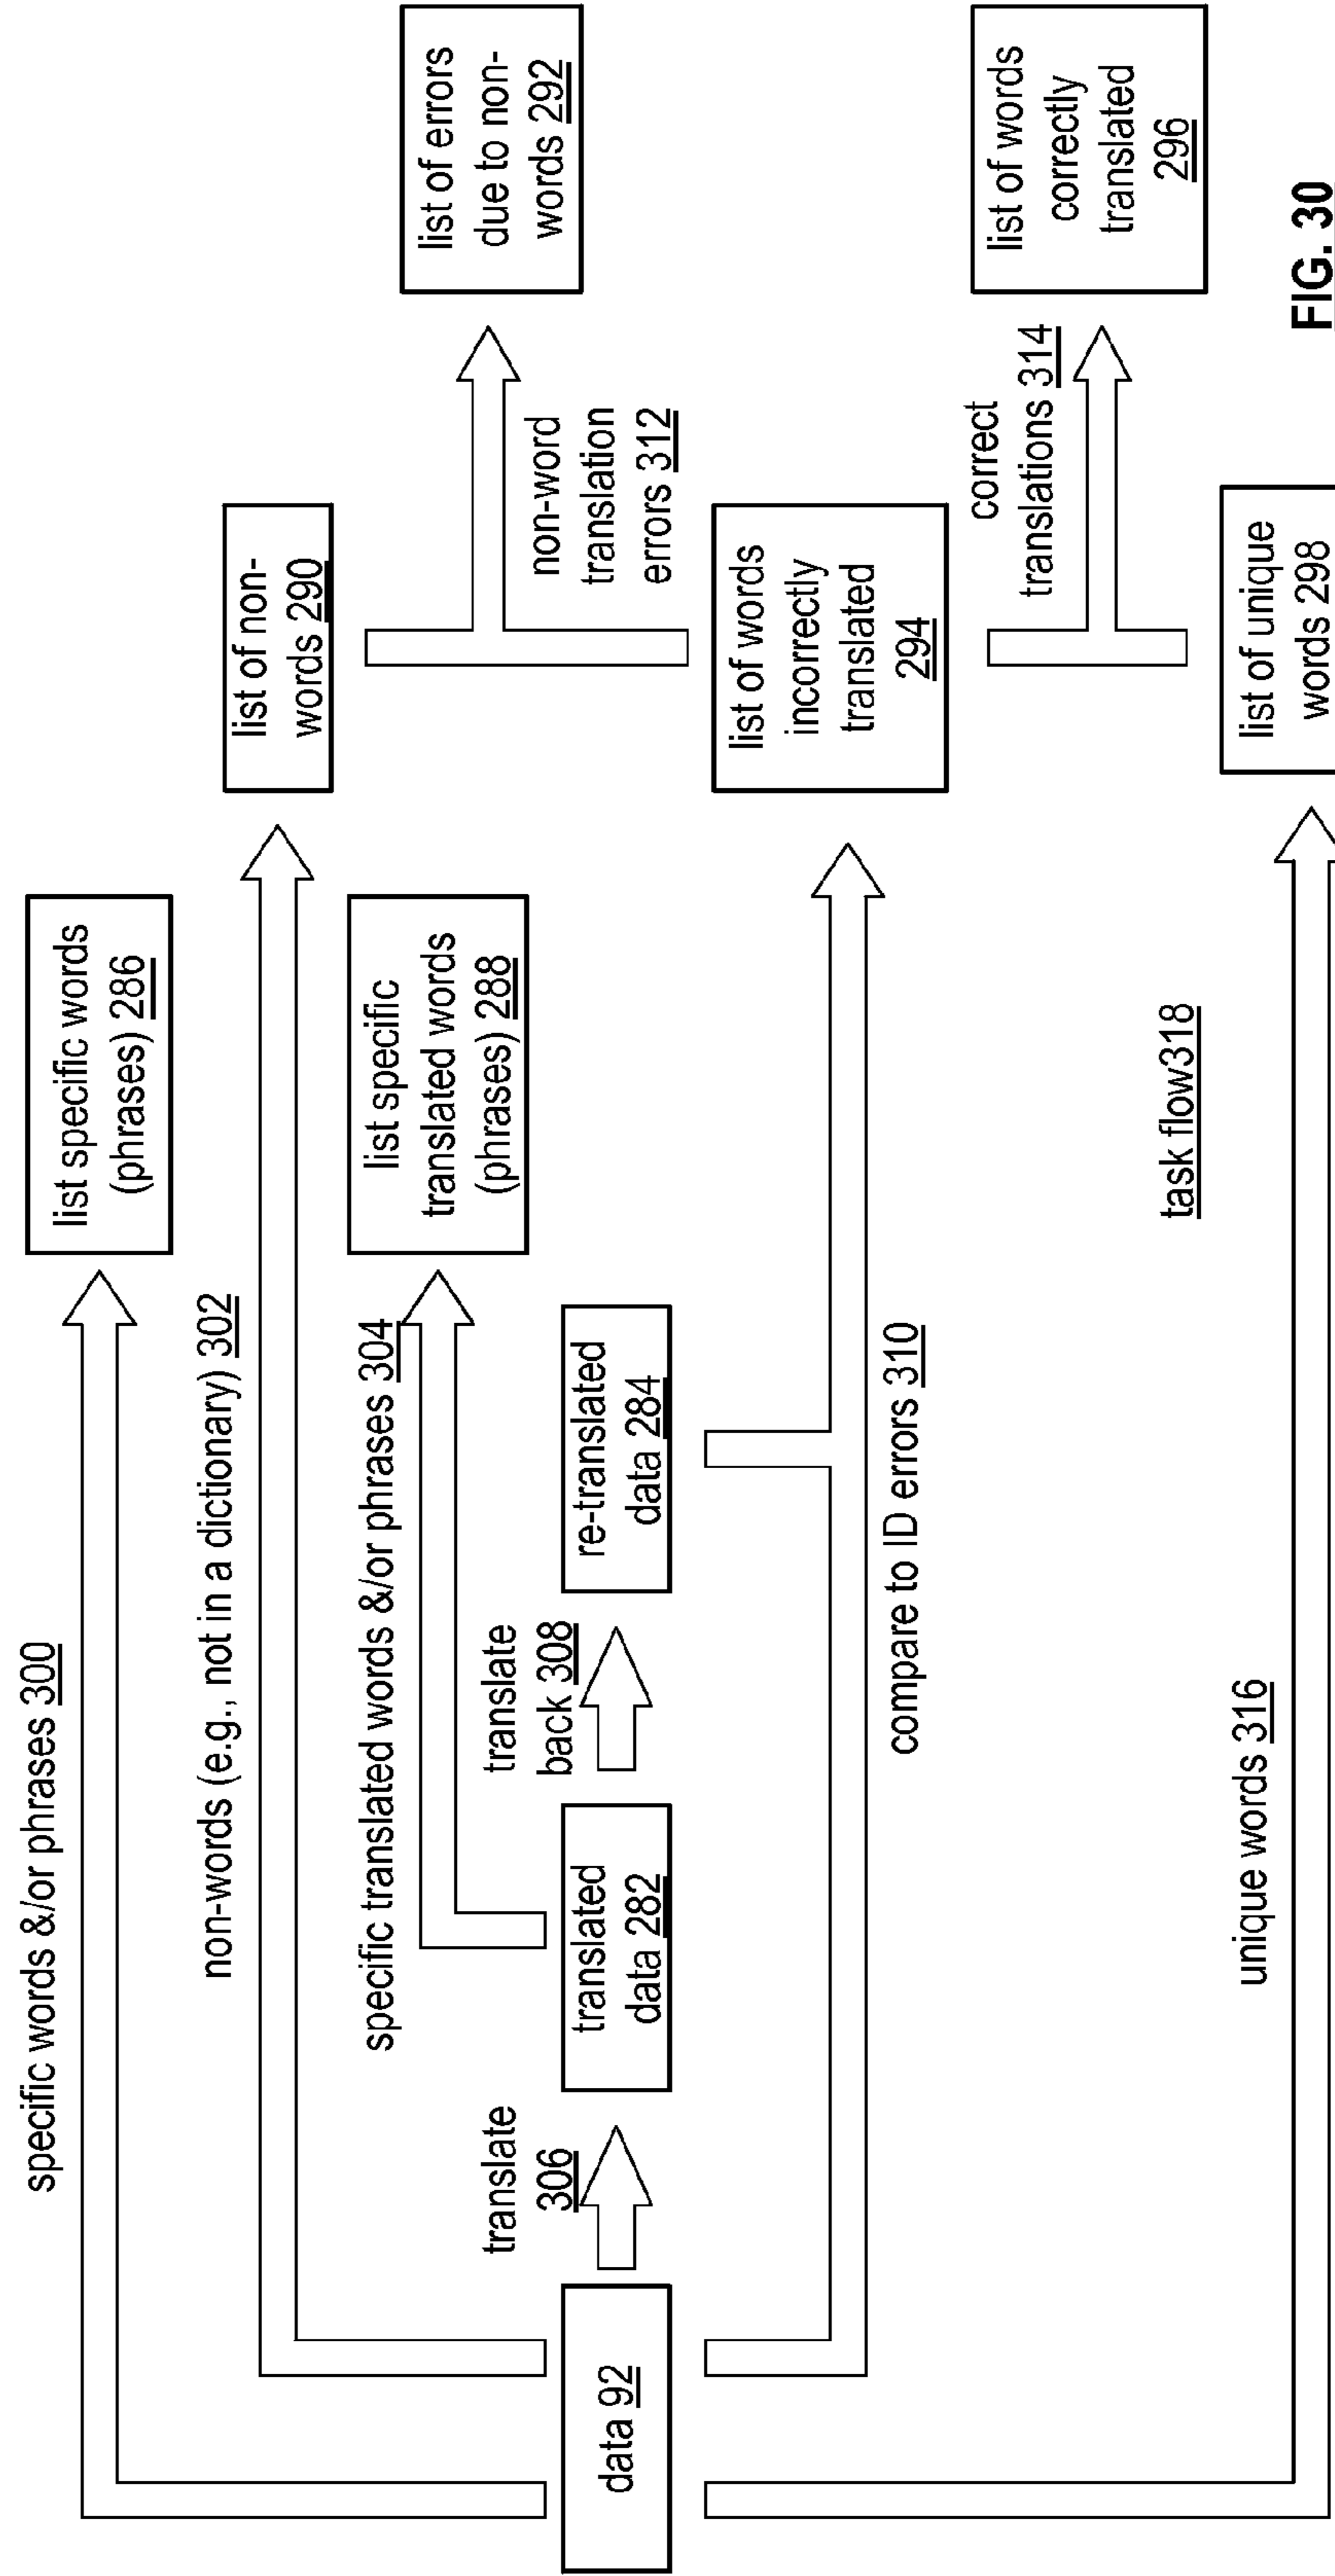 specific words &/or phrases 300
list specific words
(phrases) 286
non-words (e.g., not in a dictionary) 302
list of non-
words 290
specific translated words &/or phrases 304
list specific
translated words
(phrases) 288
list of errors
due to non-
words 292
non-word
translation
errors 312
translate
306
translate
back 308
data 92
translated
data 282
re-translated
data 284
list of words
incorrectly
translated
294
compare to ID errors 310
correct
translations 314
list of words
correctly
translated
296
task flow318
unique words 316
list of unique
words 298
FIG. 30